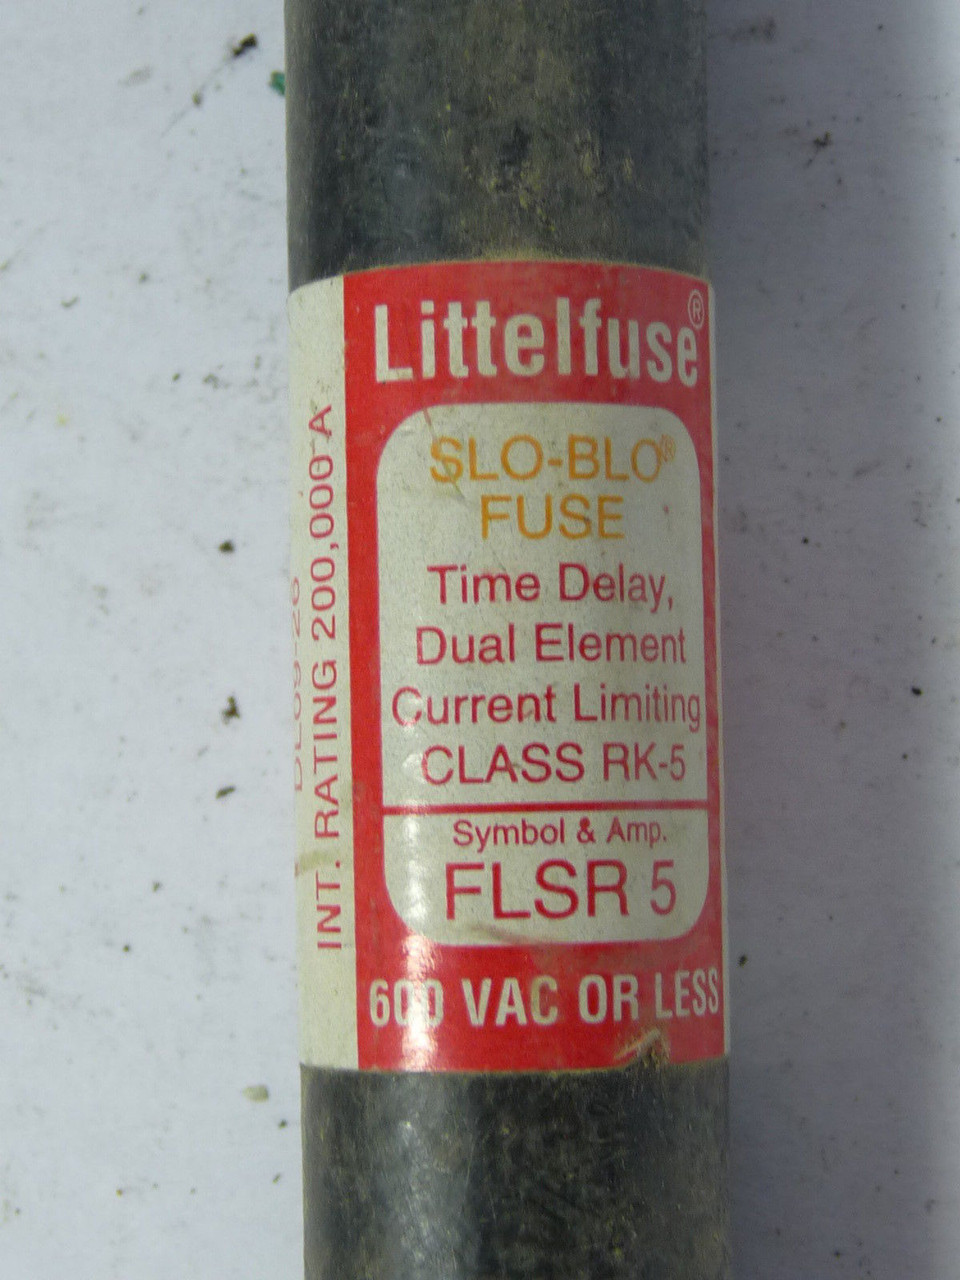 Littelfuse®
SLO-BLO®
FUSE
Time Delay,
Dual Element
Current Limiting
CLASS RK-5
Symbol & Amp.
FLSR 5
600 VAC OR LESS
INT. RATING 200,000 A